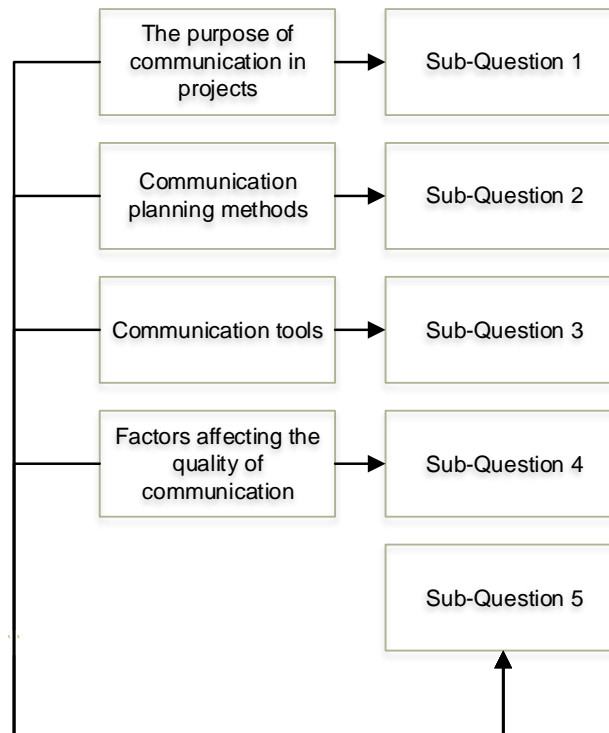 The purpose of
communication in
projects
Sub-Question 1
Communication
planning methods
Sub-Question 2
Communication tools
Sub-Question 3
Factors affecting the
quality of
communication
Sub-Question 4
Sub-Question 5